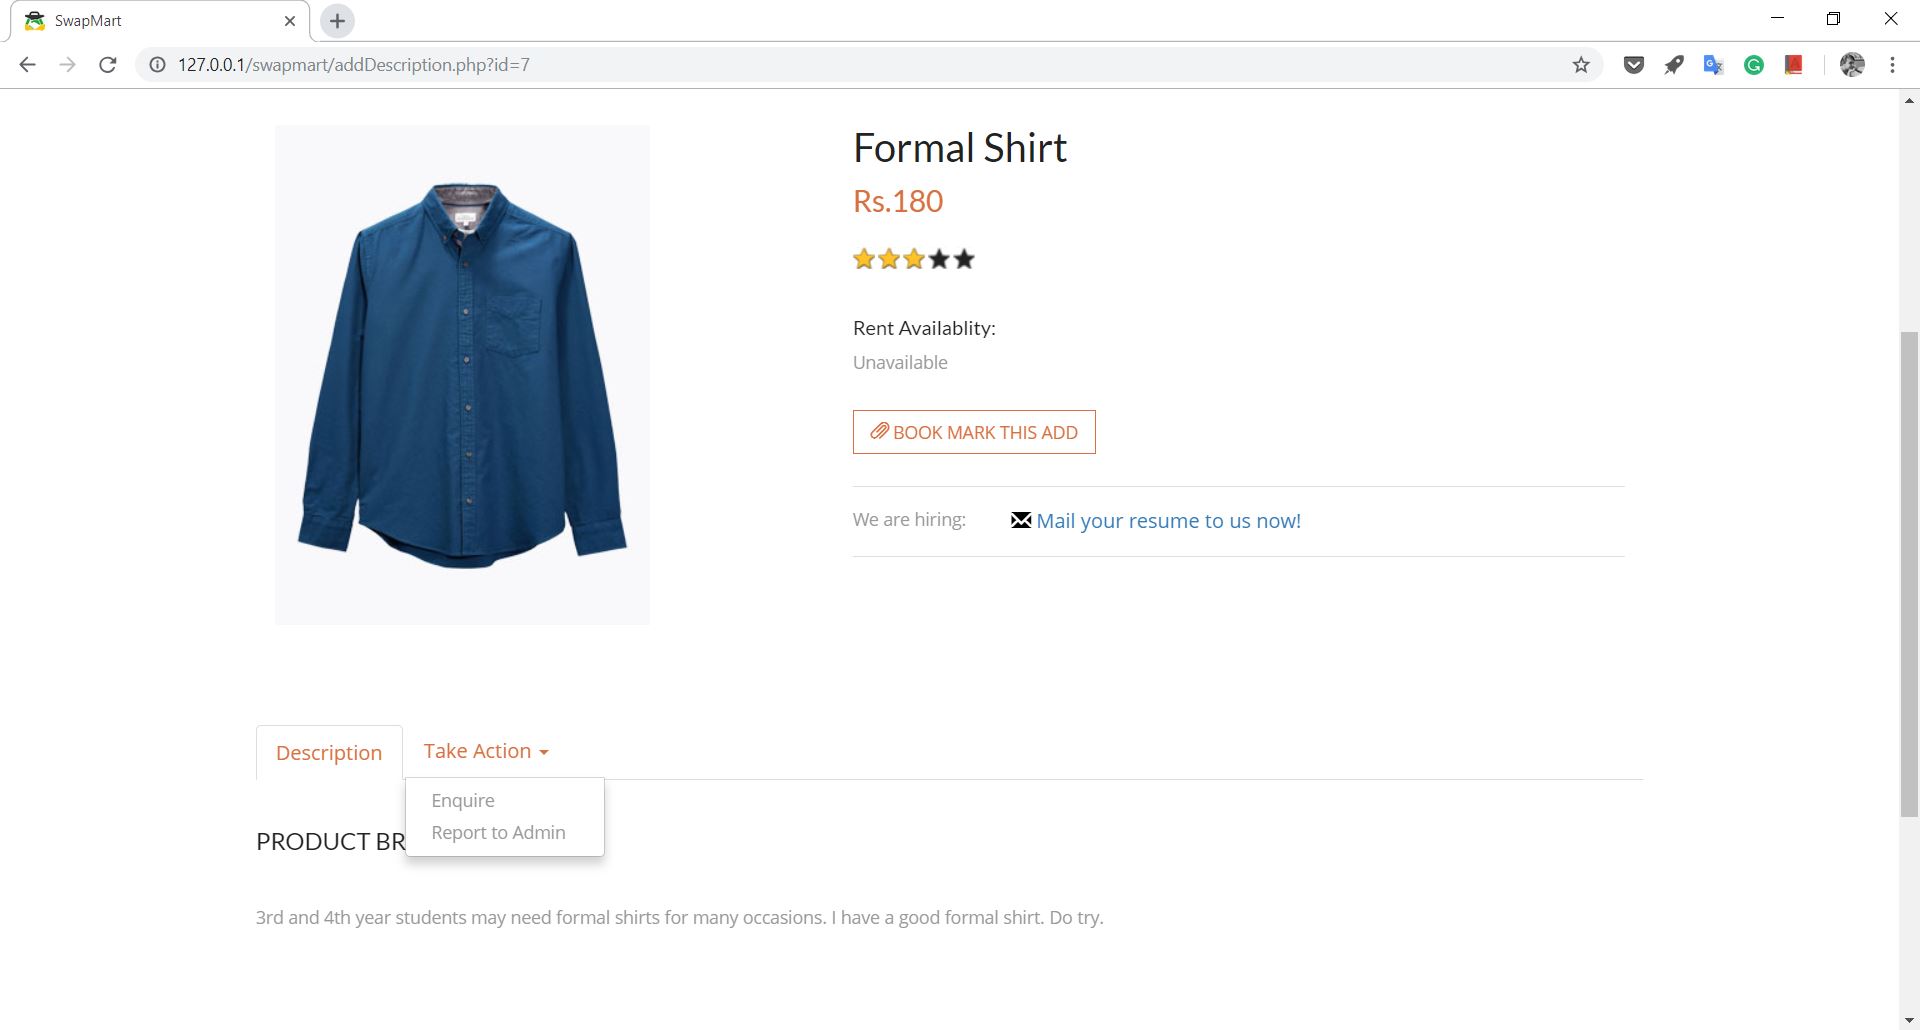 SwapMart
127.0.0.1/swapmart/addDescription.php?id=7
Formal Shirt
Rs.180
Rent Availablity:
Unavailable
BOOK MARK THIS ADD
We are hiring: Mail your resume to us now!
Description Take Action
Enquire
Report to Admin
PRODUCT BR
3rd and 4th year students may need formal shirts for many occasions. I have a good formal shirt. Do try.